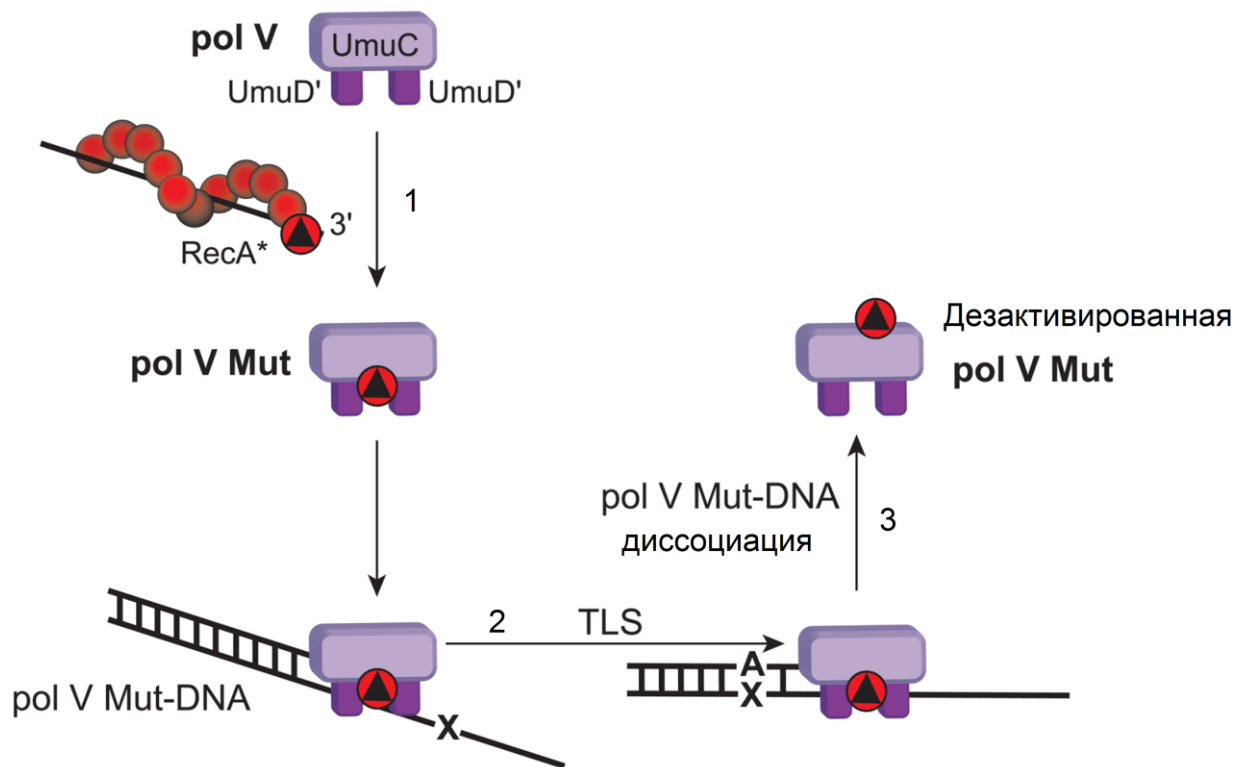 pol V
UmuC
UmuD'
UmuD'
1
3'
RecA*
pol V Mut
Дезактивированная
pol V Mut
pol V Mut-DNA
диссоциация
3
2
TLS
pol V Mut-DNA
X
A
X